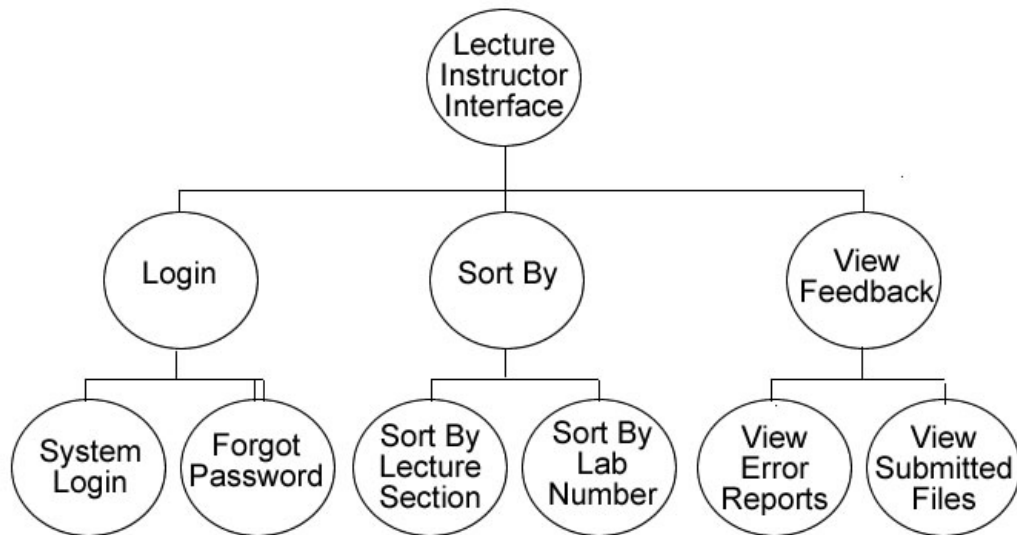 Lecture
Instructor
Interface
Login
Sort By
View
Feedback
System
Login
Forgot
Password
Sort By
Lecture
Section
Sort By
Lab
Number
View
Error
Reports
View
Submitted
Files